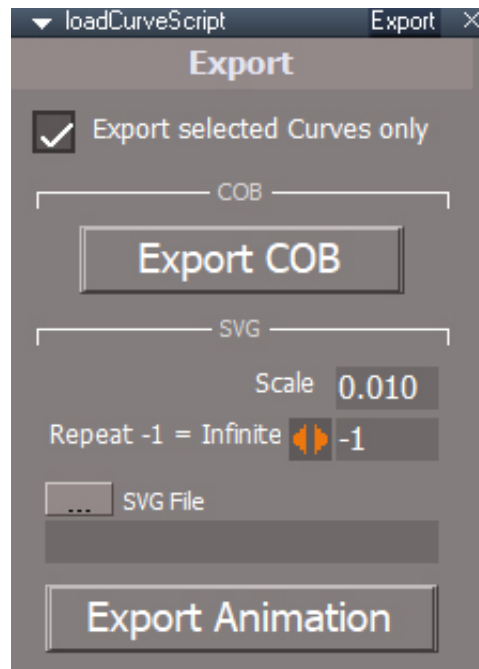 loadCurveScript Export
Export
Export selected Curves only
COB
Export COB
SVG
Scale 0.010
Repeat -1 = Infinite -1
... SVG File
Export Animation